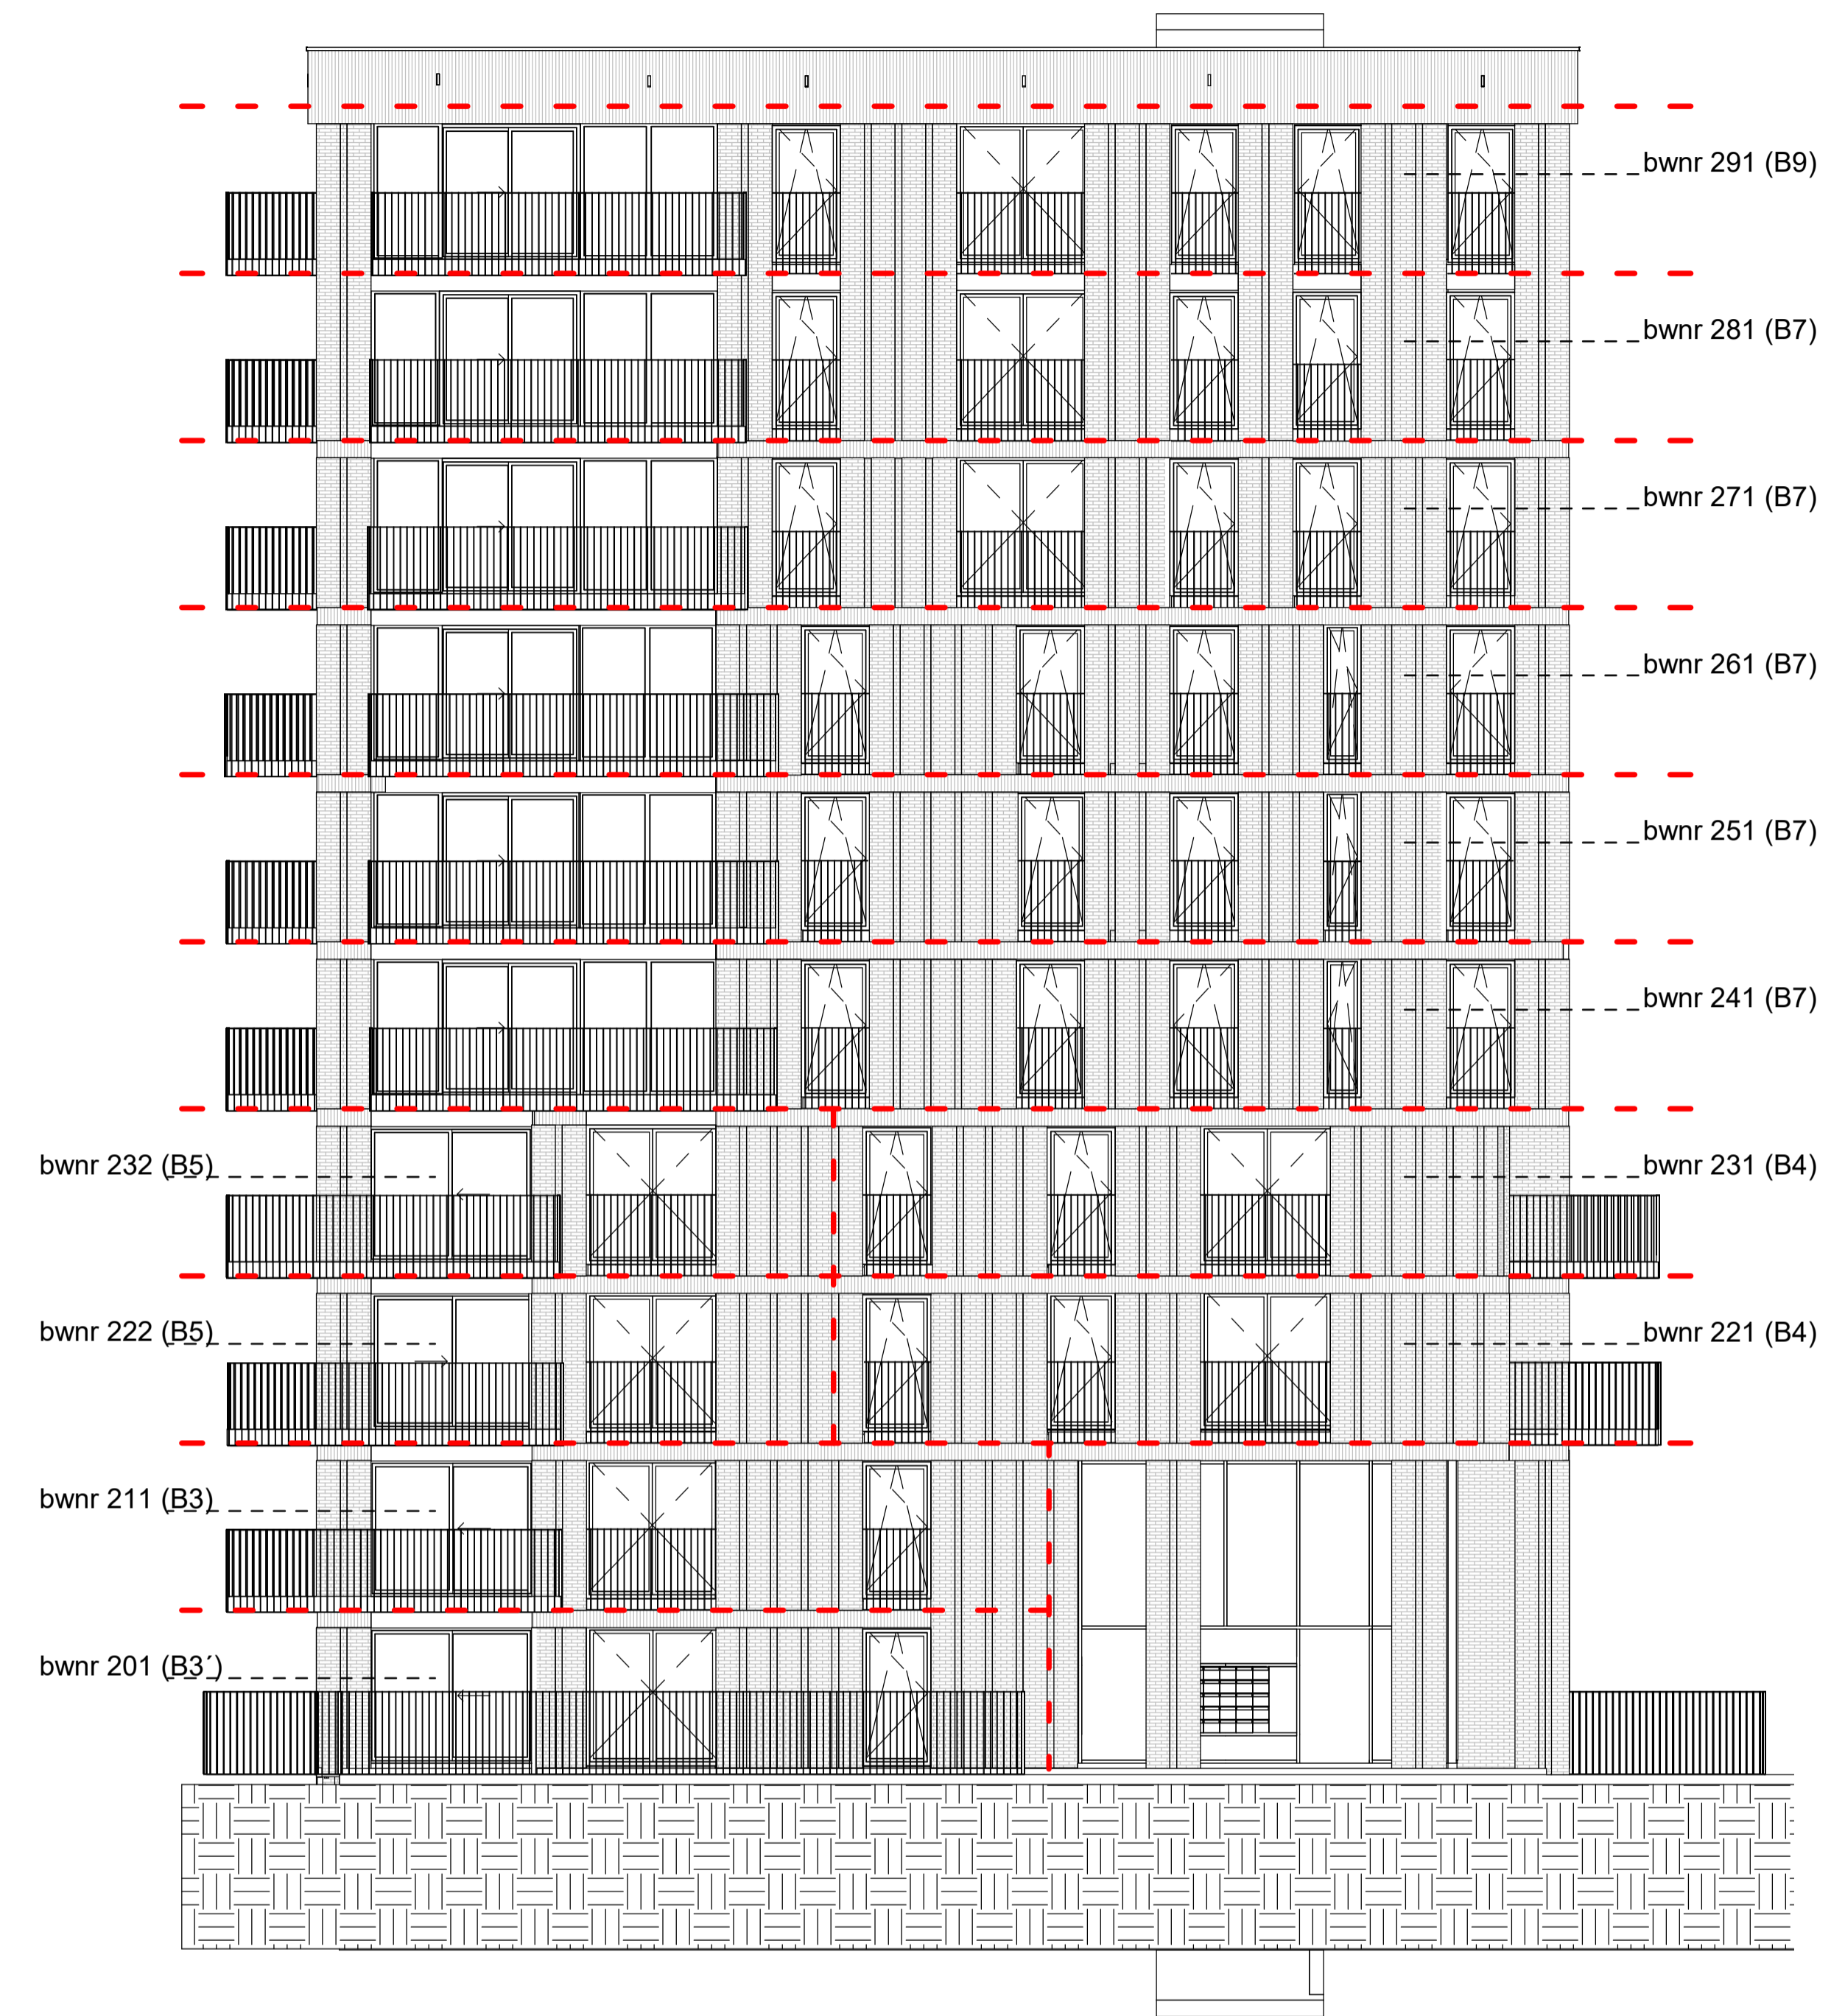 bwnr 291 (B9)
bwnr 281 (B7)
bwnr 271 (B7)
bwnr 261 (B7)
bwnr 251 (B7)
bwnr 241 (B7)
bwnr 232 (B5)
bwnr 231 (B4)
bwnr 222 (B5)
bwnr 221 (B4)
bwnr 211 (B3)
bwnr 201 (B3´)